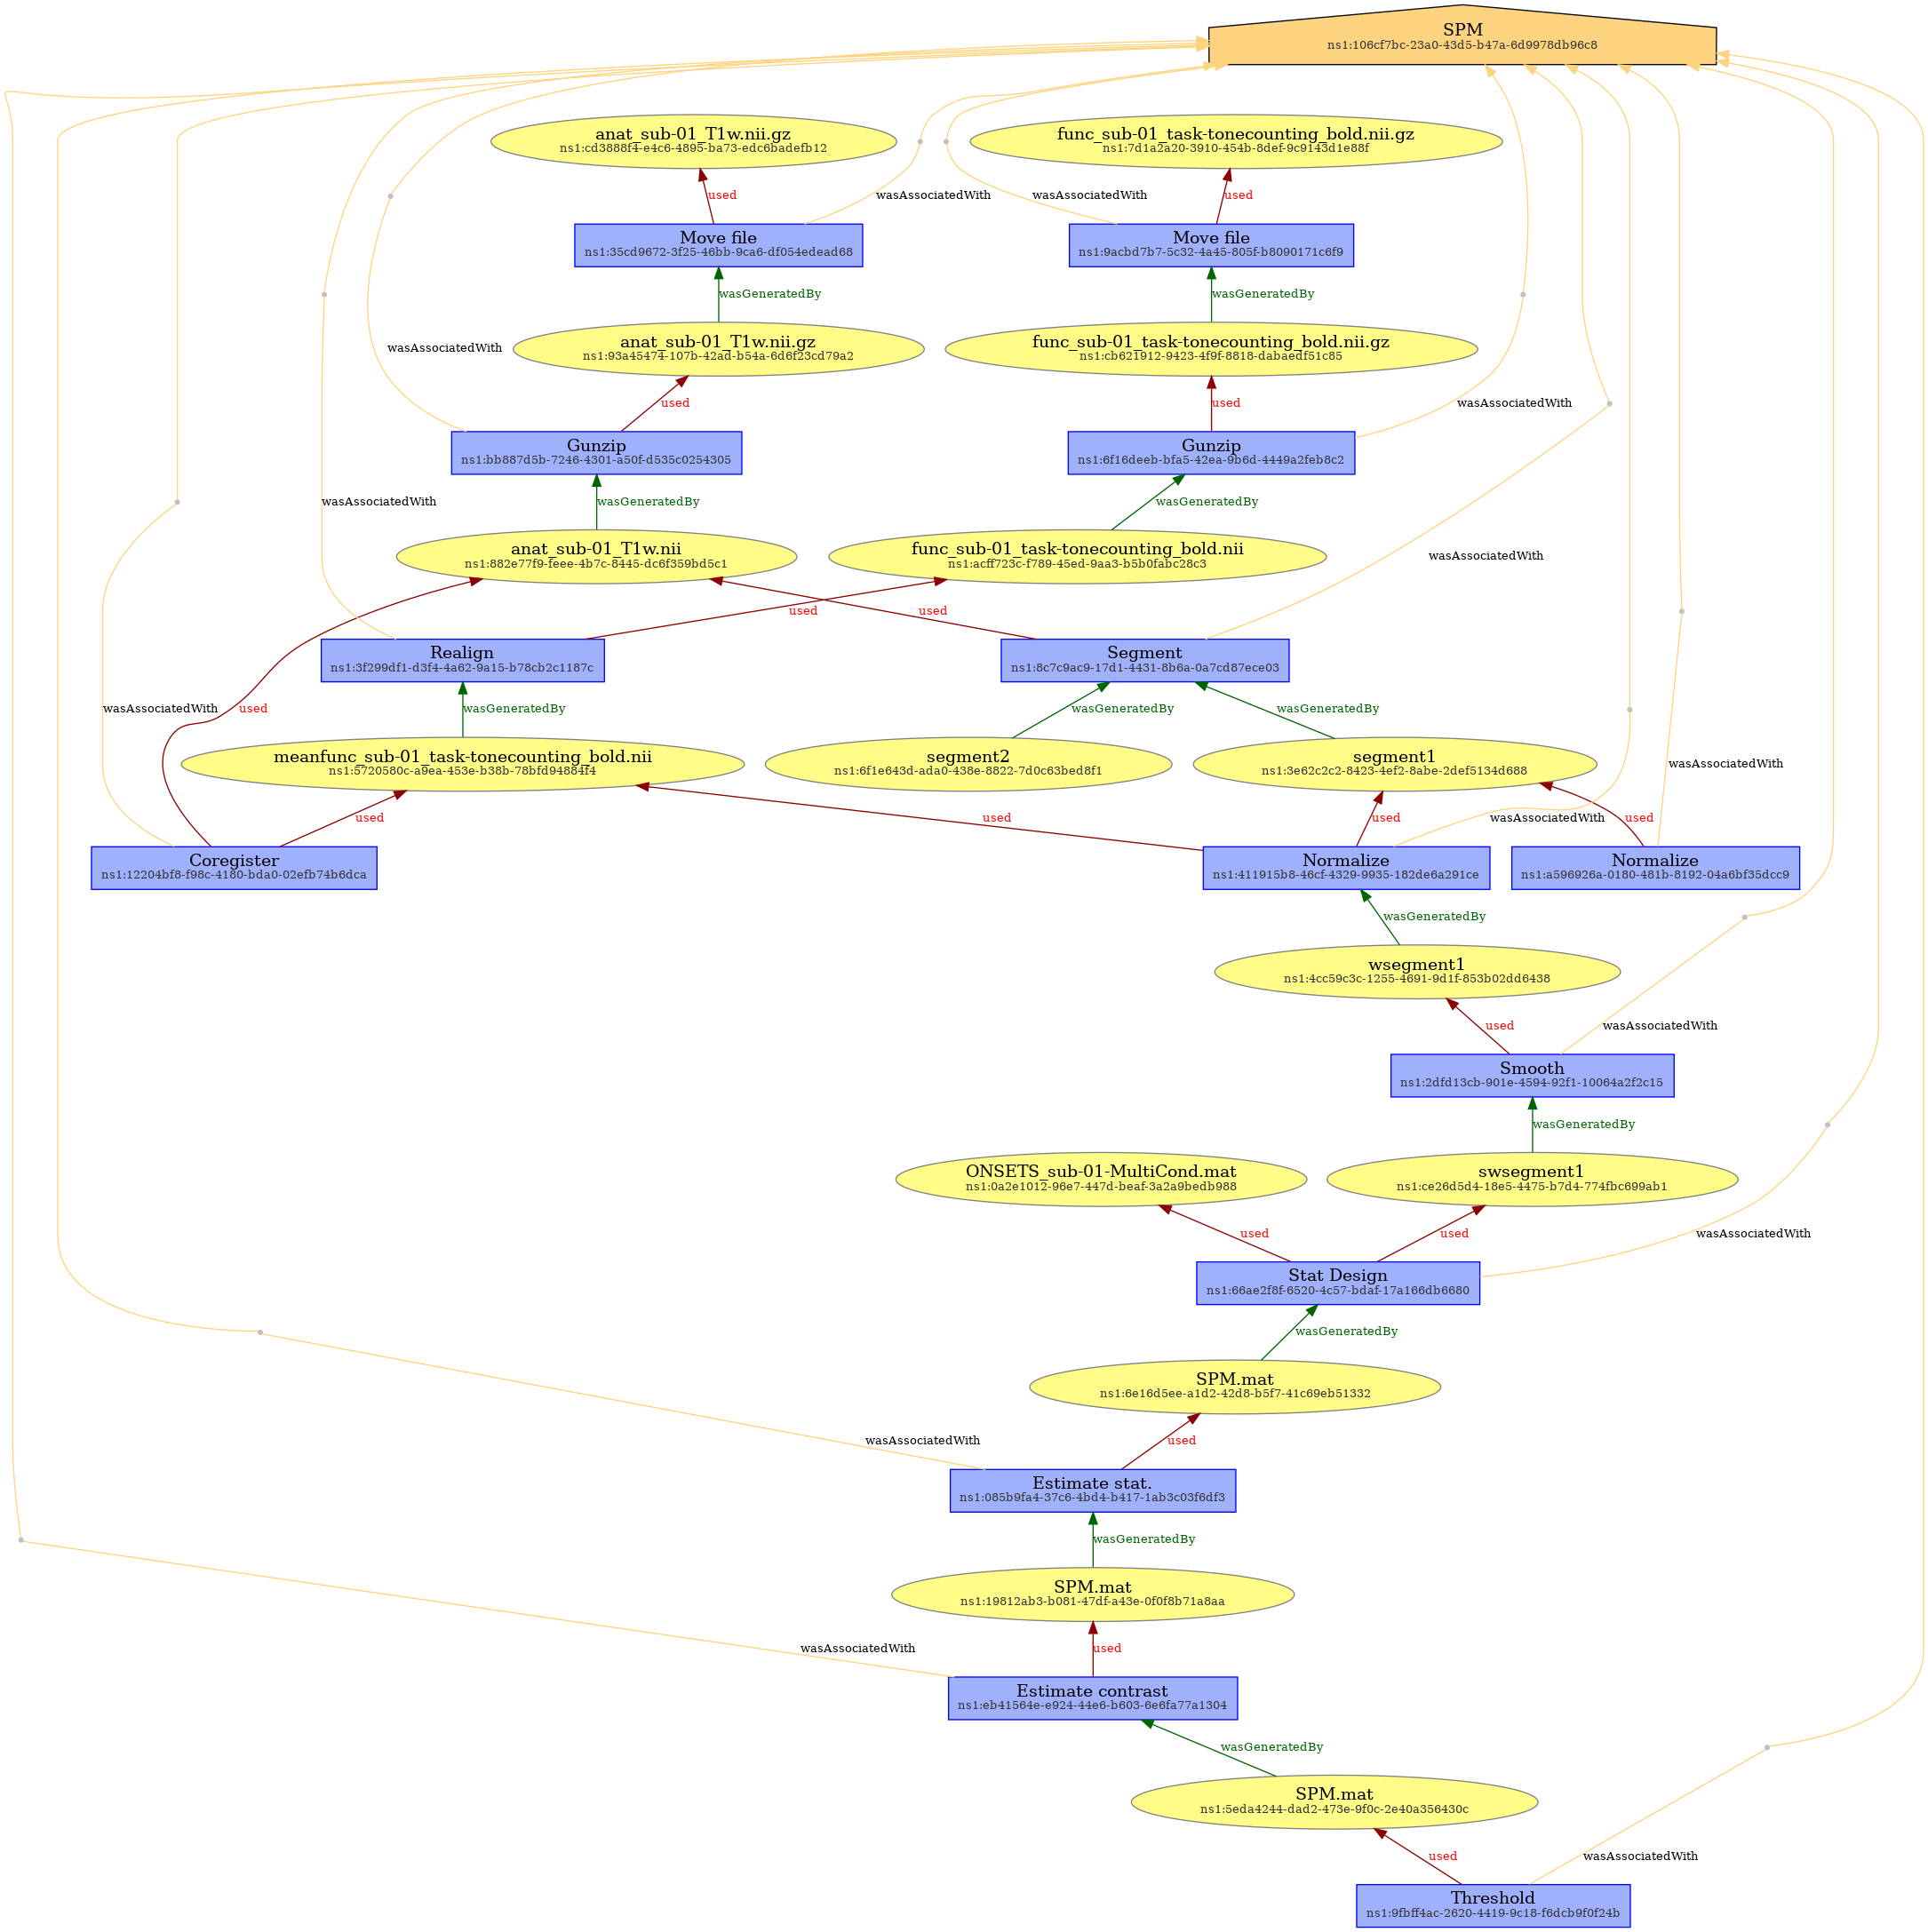 SPM
ns1:106cf7bc-23a0-43d5-b47a-6d9978db96c8
anat_sub-01_T1w.nii.gz
ns1:cd3888f4-e4c6-4895-ba73-edc6badefb12
func_sub-01_task-tonecounting_bold.nii.gz
ns1:7d1a2a20-3910-454b-8def-9c9143d1e88f
used
wasAssociatedWith
wasAssociatedWith
used
Move file
ns1:35cd9672-3f25-46bb-9ca6-df054edead68
Move file
ns1:9acbd7b7-5c32-4a45-805f-b8090171c6f9
wasGeneratedBy
wasGeneratedBy
anat_sub-01_T1w.nii.gz
ns1:93a45474-107b-42ad-b54a-6d6f23cd79a2
func_sub-01_task-tonecounting_bold.nii.gz
ns1:cb621912-9423-4f9f-8818-dabaedf51c85
wasAssociatedWith
used
used
wasAssociatedWith
Gunzip
ns1:bb887d5b-7246-4301-a50f-d535c0254305
Gunzip
ns1:6f16deeb-bfa5-42ea-9b6d-4449a2feb8c2
wasAssociatedWith
wasGeneratedBy
wasGeneratedBy
anat_sub-01_T1w.nii
ns1:882e77f9-feee-4b7c-8445-dc6f359bd5c1
func_sub-01_task-tonecounting_bold.nii
ns1:acff723c-f789-45ed-9aa3-b5b0fabc28c3
wasAssociatedWith
used
used
Realign
ns1:3f299df1-d3f4-4a62-9a15-b78cb2c1187c
Segment
ns1:8c7c9ac9-17d1-4431-8b6a-0a7cd87ece03
wasAssociatedWith
used
wasGeneratedBy
wasGeneratedBy
wasGeneratedBy
meanfunc_sub-01_task-tonecounting_bold.nii
ns1:5720580c-a9ea-453e-b38b-78bfd94884f4
segment2
ns1:6f1e643d-ada0-438e-8822-7d0c63bed8f1
segment1
ns1:3e62c2c2-8423-4ef2-8abe-2def5134d688
wasAssociatedWith
used
used
used
wasAssociatedWith
used
Coregister
ns1:12204bf8-f98c-4180-bda0-02efb74b6dca
Normalize
ns1:411915b8-46cf-4329-9935-182de6a291ce
Normalize
ns1:a596926a-0180-481b-8192-04a6bf35dcc9
wasGeneratedBy
wsegment1
ns1:4cc59c3c-1255-4691-9d1f-853b02dd6438
used
wasAssociatedWith
Smooth
ns1:2dfd13cb-901e-4594-92f1-10064a2f2c15
wasGeneratedBy
ONSETS_sub-01-MultiCond.mat
ns1:0a2e1012-96e7-447d-beaf-3a2a9bedb988
swsegment1
ns1:ce26d5d4-18e5-4475-b7d4-774fbc699ab1
used
used
wasAssociatedWith
Stat Design
ns1:66ae2f8f-6520-4c57-bdaf-17a166db6680
wasGeneratedBy
SPM.mat
ns1:6e16d5ee-a1d2-42d8-b5f7-41c69eb51332
wasAssociatedWith
used
Estimate stat.
ns1:085b9fa4-37c6-4bd4-b417-1ab3c03f6df3
wasGeneratedBy
SPM.mat
ns1:19812ab3-b081-47df-a43e-0f0f8b71a8aa
wasAssociatedWith
used
Estimate contrast
ns1:eb41564e-e924-44e6-b603-6e6fa77a1304
wasGeneratedBy
SPM.mat
ns1:5eda4244-dad2-473e-9f0c-2e40a356430c
used
wasAssociatedWith
Threshold
ns1:9fbff4ac-2620-4419-9c18-f6dcb9f0f24b